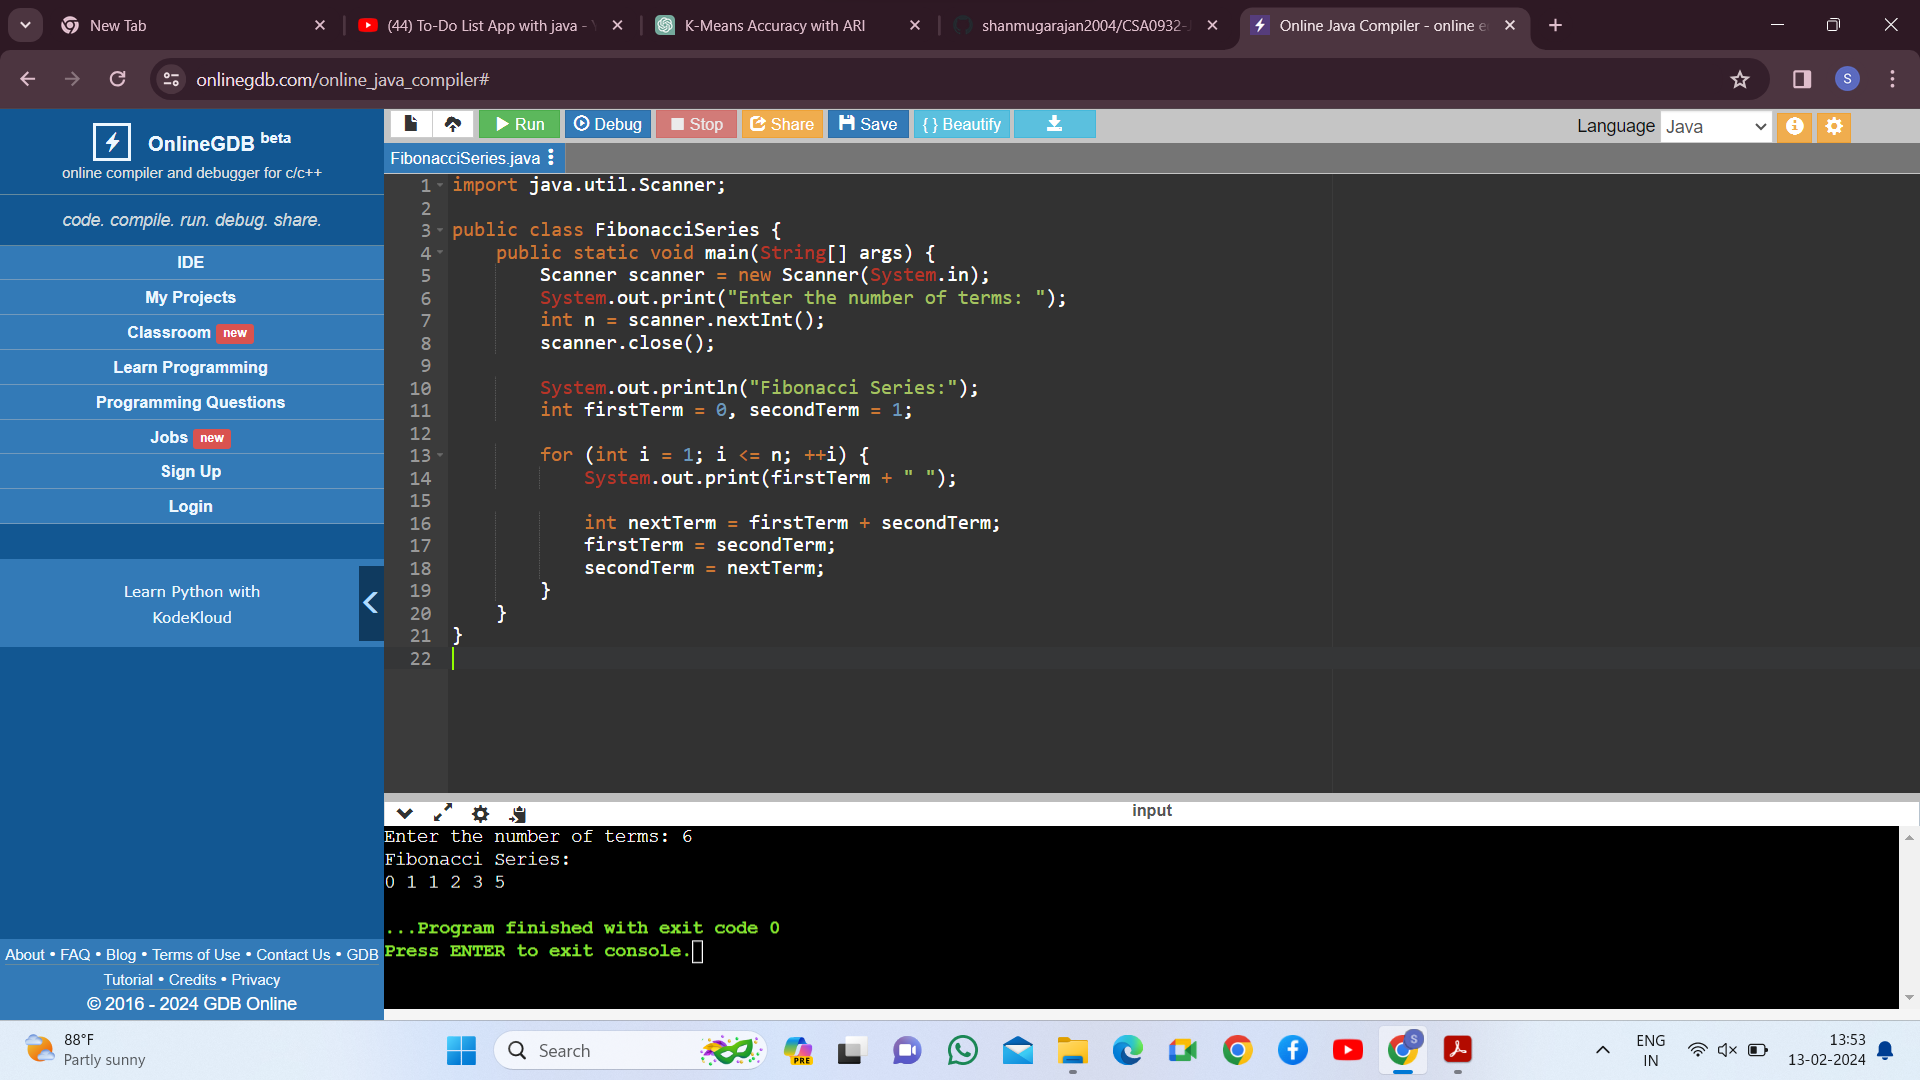 New Tab
(44) To-Do List App with java -
K-Means Accuracy with ARI
shanmugarajan2004/CSA0932-
Online Java Compiler - online e
onlinegdb.com/online_java_compiler#
S
OnlineGDB beta
online compiler and debugger for c/c++
code. compile. run. debug. share.
IDE
My Projects
Classroom new
Learn Programming
Programming Questions
Jobs new
Sign Up
Login
Learn Python with
KodeKloud
About • FAQ • Blog • Terms of Use • Contact Us • GDB
Tutorial • Credits • Privacy
© 2016 - 2024 GDB Online
Run Debug Stop Share Save { } Beautify
Language Java
FibonacciSeries.java
1 import java.util.Scanner;
2
3 public class FibonacciSeries {
4 public static void main(String[] args) {
5 Scanner scanner = new Scanner(System.in);
6 System.out.print("Enter the number of terms: ");
7 int n = scanner.nextInt();
8 scanner.close();
9
10 System.out.println("Fibonacci Series:");
11 int firstTerm = 0, secondTerm = 1;
12
13 for (int i = 1; i <= n; ++i) {
14 System.out.print(firstTerm + " ");
15
16 int nextTerm = firstTerm + secondTerm;
17 firstTerm = secondTerm;
18 secondTerm = nextTerm;
19 }
20 }
21 }
22
input
Enter the number of terms: 6
Fibonacci Series:
0 1 1 2 3 5
...Program finished with exit code 0
Press ENTER to exit console.
88°F
Partly sunny
Search
PRE
S
ENG
IN
13:53
13-02-2024